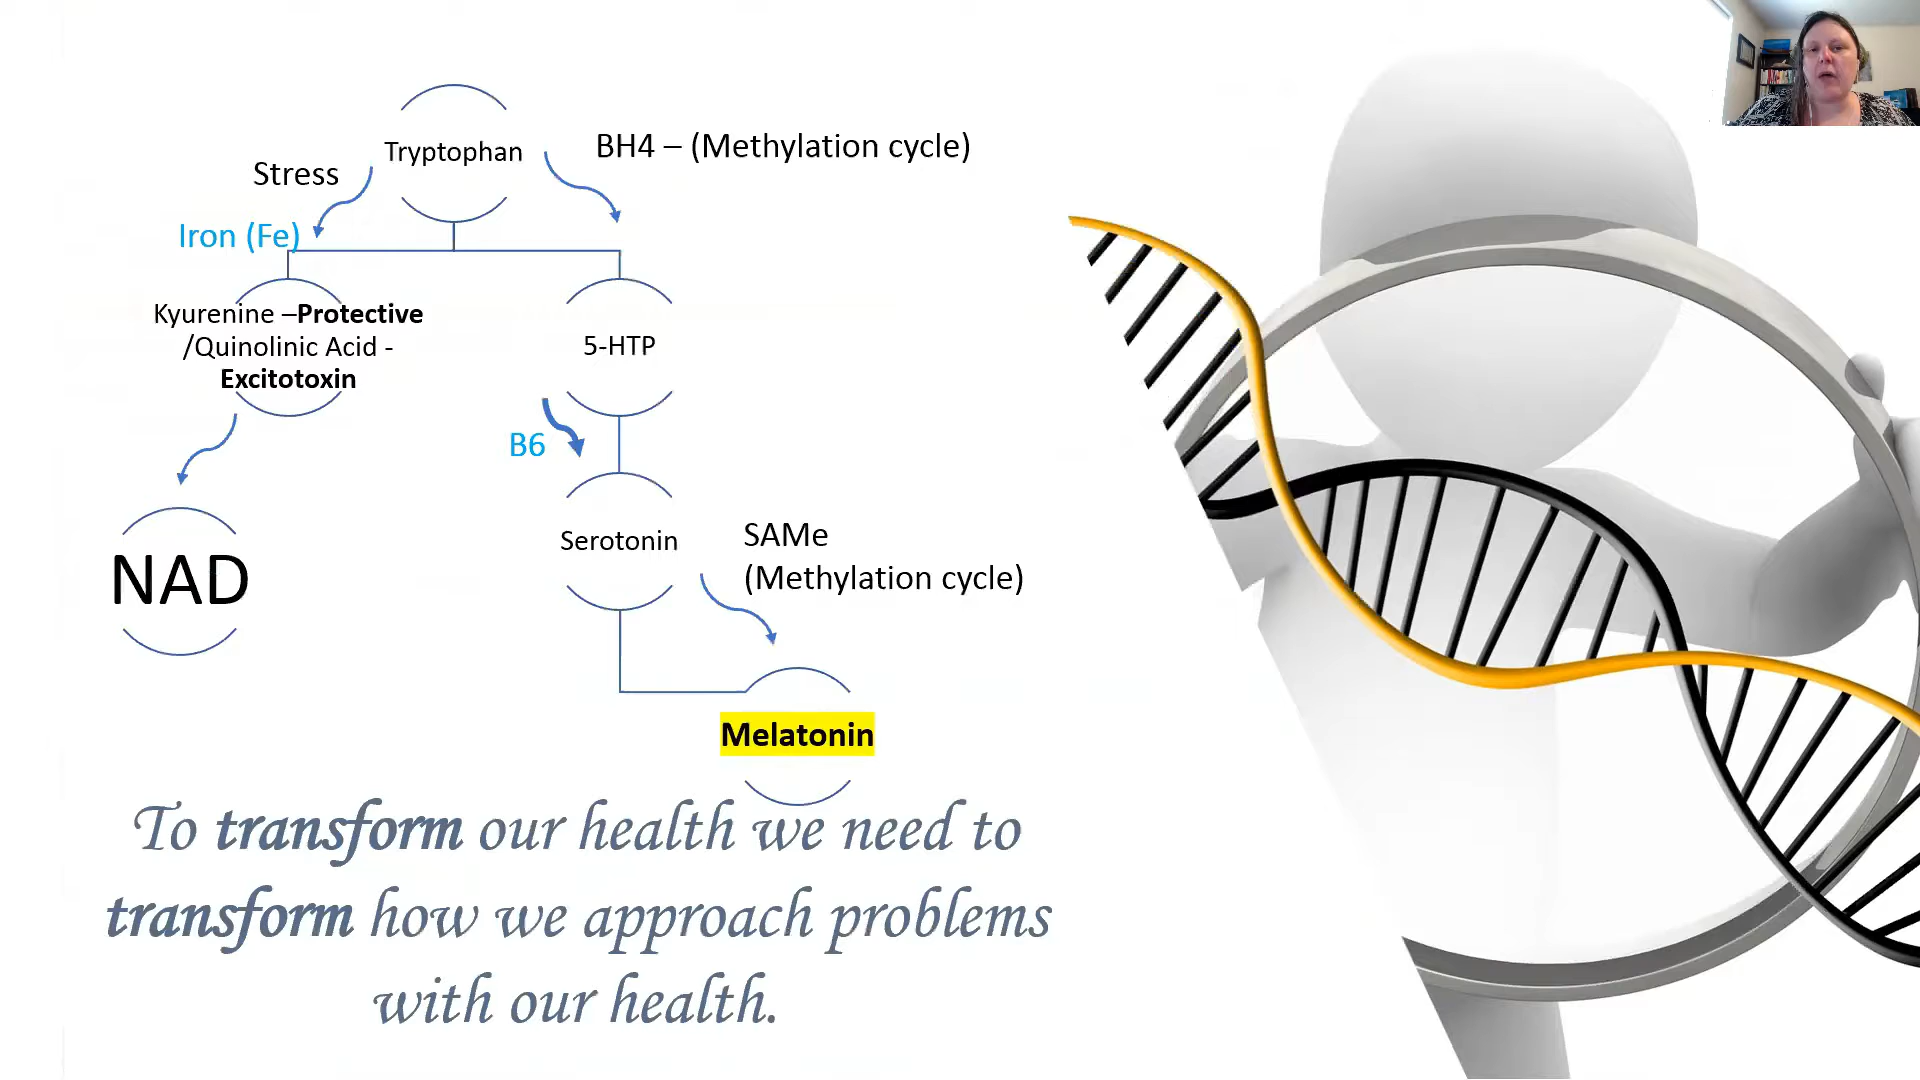 Tryptophan
Stress
BH4 – (Methylation cycle)
Iron (Fe)
Kyurenine –Protective
/Quinolinic Acid -
Excitotoxin
5-HTP
B6
NAD
Serotonin
SAMe
(Methylation cycle)
Melatonin
To transform our health we need to
transform how we approach problems
with our health.